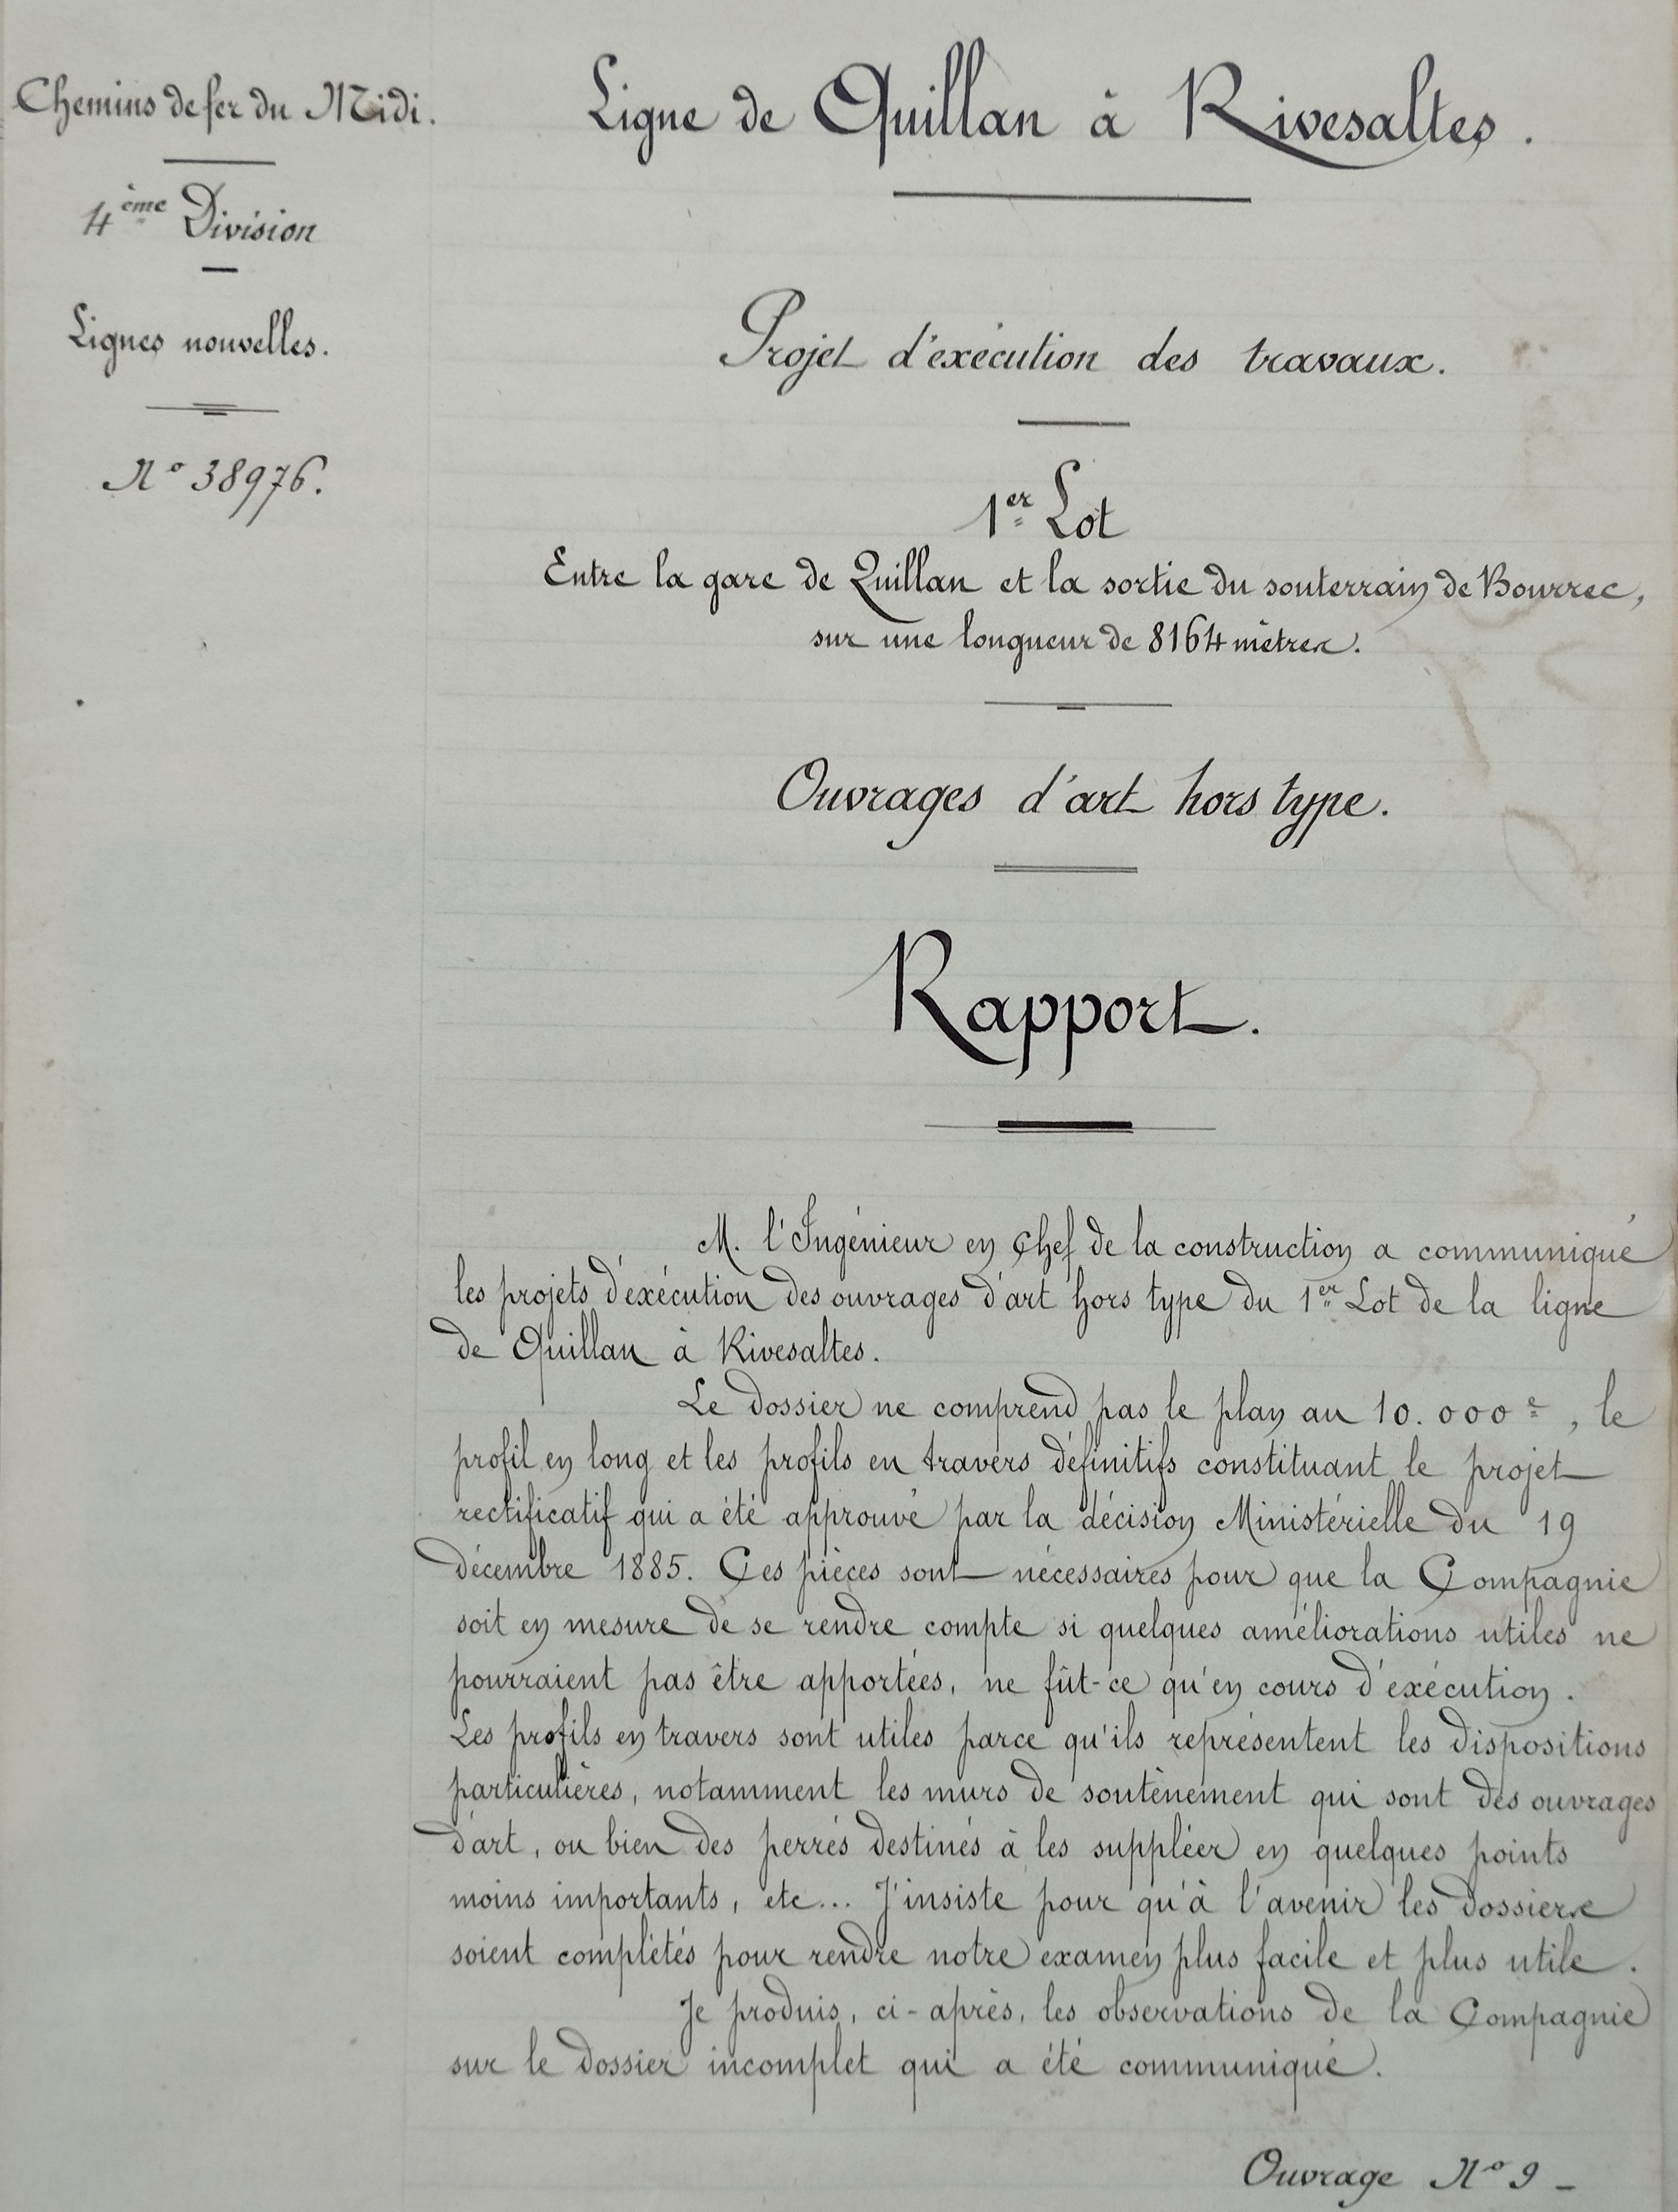 Chemins de fer du Midi.
4ème Division
Lignes nouvelles.
N° 38976.
Ligne de Quillan à Rivesaltes.
Projet d'exécution des travaux.
1er Lot
Entre la gare de Quillan et la sortie du souterrain de Bourrec,
sur une longueur de 8164 mètres.
Ouvrages d'art hors type.
Rapport.
M. l'Ingénieur en Chef de la construction a communiqué
les projets d'exécution des ouvrages d'art hors type du 1er Lot de la ligne
de Quillan à Rivesaltes.
Le dossier ne comprend pas le plan au 10.000e, le
profil en long et les profils en travers définitifs constituant le projet
rectificatif qui a été approuvé par la décision Ministérielle du 19
décembre 1885. Ces pièces sont nécessaires pour que la Compagnie
soit en mesure de se rendre compte si quelques améliorations utiles ne
pourraient pas être apportées, ne fût-ce qu'en cours d'exécution.
Les profils en travers sont utiles parce qu'ils représentent les dispositions
particulières, notamment les murs de soutènement qui sont des ouvrages
d'art, ou bien des perrés destinés à les suppléer en quelques points
moins importants, etc... J'insiste pour qu'à l'avenir les dossiers
soient complétés pour rendre notre examen plus facile et plus utile.
Je produis, ci-après, les observations de la Compagnie
sur le dossier incomplet qui a été communiqué.
Ouvrage N° 9 -